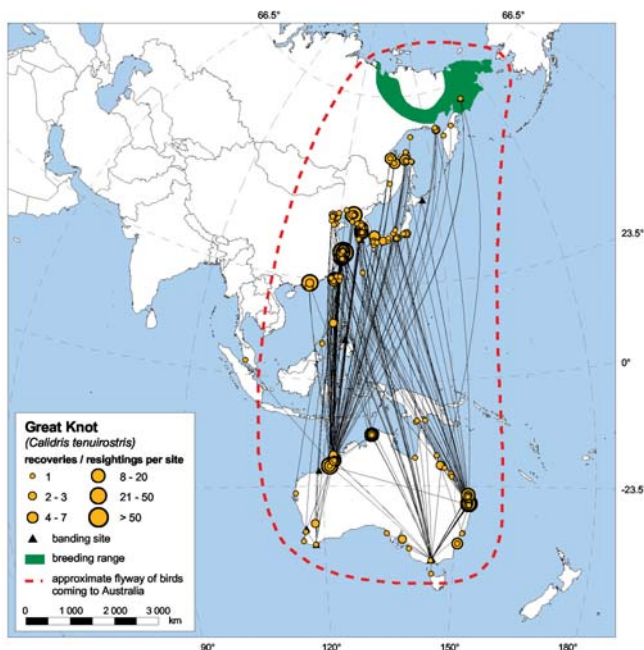 66.5°
66.5°
23.5°
0°
-23.5°
90°
120°
150°
180°
Great Knot
(Calidris tenuirostris)
recoveries / resightings per site
1
8 - 20
2 - 3
21 - 50
4 - 7
> 50
banding site
breeding range
approximate flyway of birds
coming to Australia
0 1 000 2 000 3 000
km